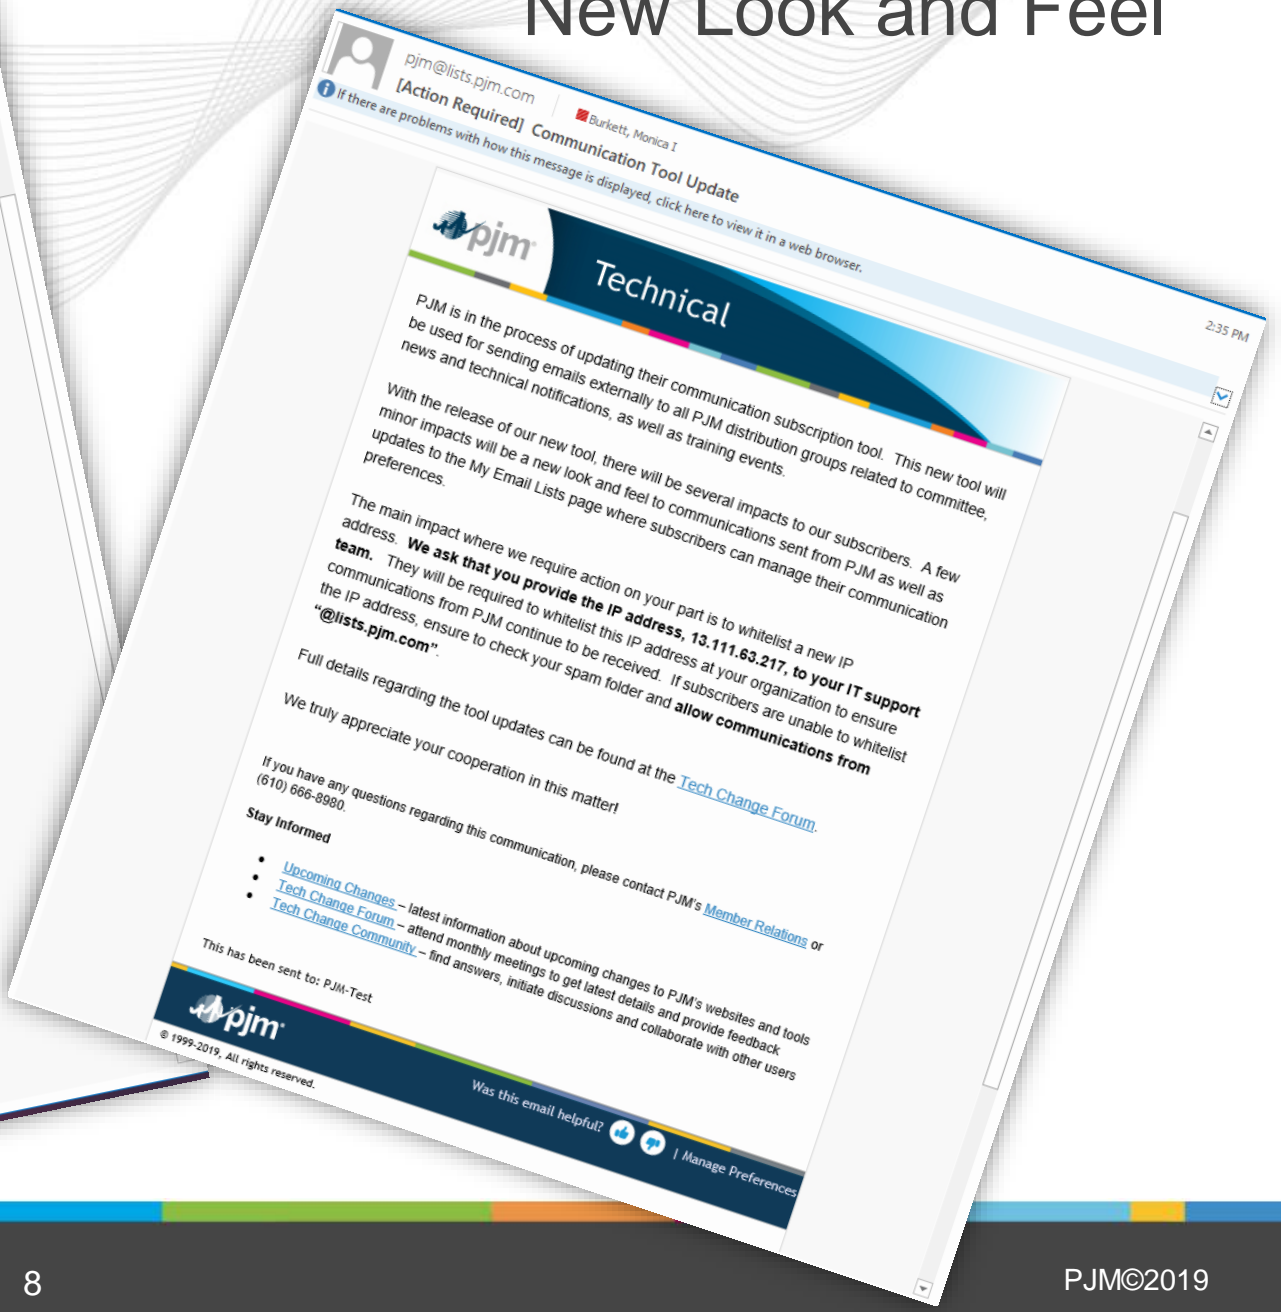 New Look and Feel
pjm@lists.pjm.com
Burkett, Monica I
[Action Required] Communication Tool Update
2:35 PM
If there are problems with how this message is displayed, click here to view it in a web browser.
pjm
Technical
PJM is in the process of updating their communication subscription tool. This new tool will
be used for sending emails externally to all PJM distribution groups related to committee,
news and technical notifications, as well as training events.
With the release of our new tool, there will be several impacts to our subscribers. A few
minor impacts will be a new look and feel to communications sent from PJM as well as
updates to the My Email Lists page where subscribers can manage their communication
preferences.
The main impact where we require action on your part is to whitelist a new IP
address. We ask that you provide the IP address, 13.111.63.217, to your IT support
team. They will be required to whitelist this IP address at your organization to ensure
communications from PJM continue to be received. If subscribers are unable to whitelist
the IP address, ensure to check your spam folder and allow communications from
“@lists.pjm.com”.
Full details regarding the tool updates can be found at the Tech Change Forum.
We truly appreciate your cooperation in this matter!
If you have any questions regarding this communication, please contact PJM's Member Relations or
(610) 666-8980.
Stay Informed
• Upcoming Changes – latest information about upcoming changes to PJM's websites and tools
• Tech Change Forum – attend monthly meetings to get latest details and provide feedback
• Tech Change Community – find answers, initiate discussions and collaborate with other users
This has been sent to: PJM-Test
pjm
Was this email helpful? | Manage Preferences
© 1999-2019, All rights reserved.
8
PJM©2019